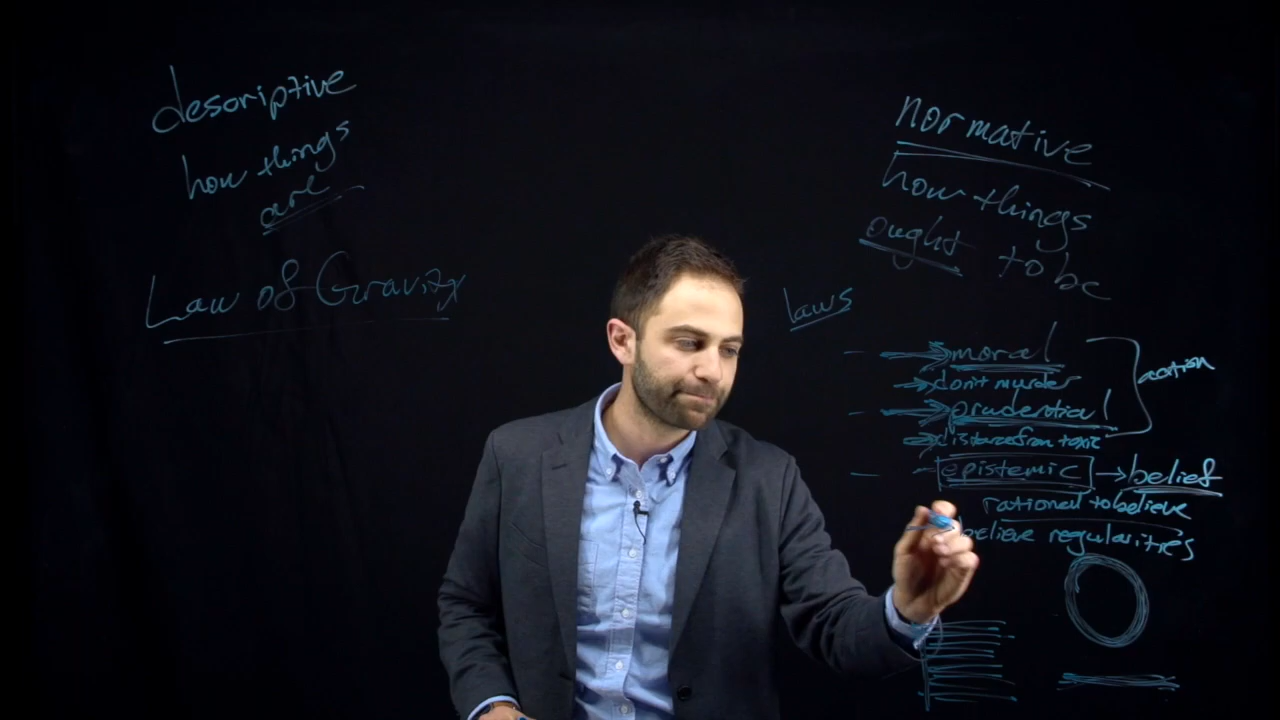 descriptive
how things
are
Law of Gravity
normative
how things
ought to be
laws
moral
action
don't murder
prudential
distance from toxic
epistemic → belief
rational to believe
believe regularities